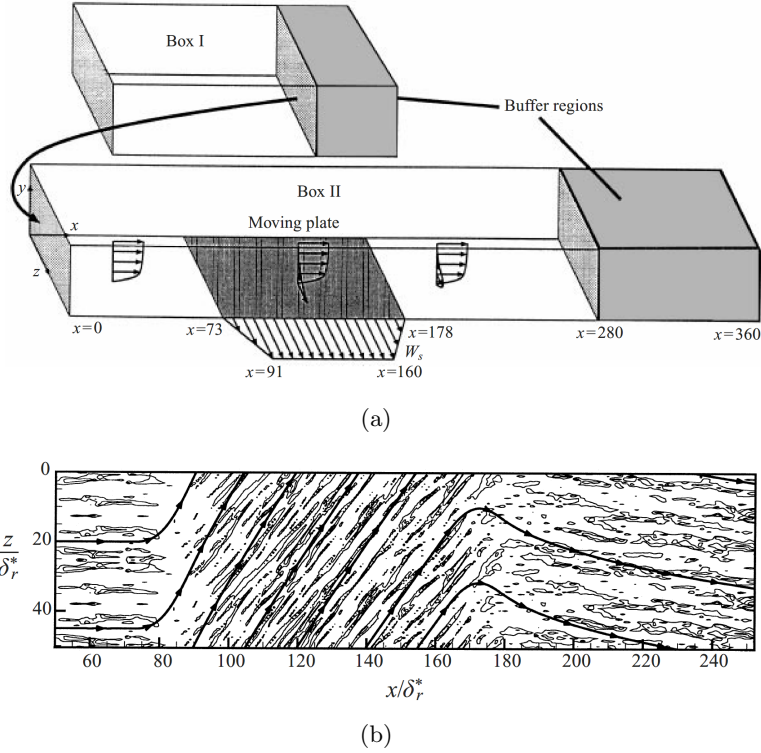 Box I
Buffer regions
Box II
y
Moving plate
x
z
x=0
x=73
x=178
x=280
x=360
W_s
x=91
x=160
(a)
0
20
40
z/δ_r^*
60
80
100
120
140
160
180
200
220
240
x/δ_r^*
(b)